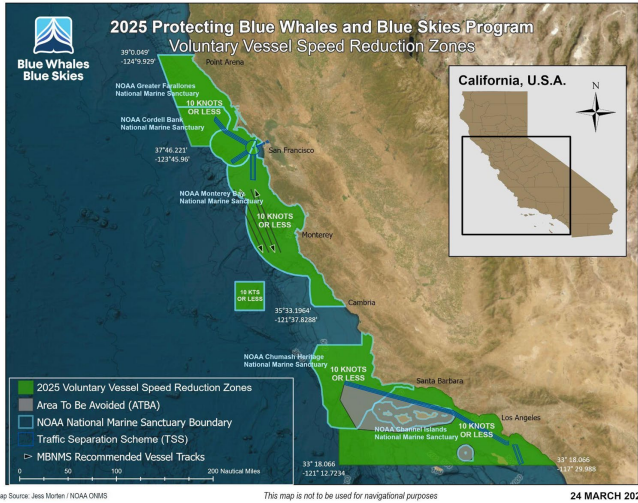 2025 Protecting Blue Whales and Blue Skies Program
Voluntary Vessel Speed Reduction Zones
Blue Whales
Blue Skies
39°0.049'
-124°9.929'
Point Arena
NOAA Greater Farallones
National Marine Sanctuary
10 KNOTS
OR LESS
NOAA Cordell Bank
National Marine Sanctuary
37°46.221'
-123°45.96'
San Francisco
NOAA Monterey Bay
National Marine Sanctuary
10 KNOTS
OR LESS
Monterey
10 KTS
OR LESS
35°33.1964'
-121°37.8288'
Cambria
NOAA Chumash Heritage
National Marine Sanctuary
10 KNOTS
OR LESS
Santa Barbara
10 KNOTS
OR LESS
Los Angeles
NOAA Channel Islands
National Marine Sanctuary
33° 18.066
-121° 12.7234
33° 18.066
-117° 29.988
California, U.S.A.
N
2025 Voluntary Vessel Speed Reduction Zones
Area To Be Avoided (ATBA)
NOAA National Marine Sanctuary Boundary
Traffic Separation Scheme (TSS)
MBNMS Recommended Vessel Tracks
0 50 100 200 Nautical Miles
ap Source: Jess Morten / NOAA ONMS
This map is not to be used for navigational purposes
24 MARCH 202